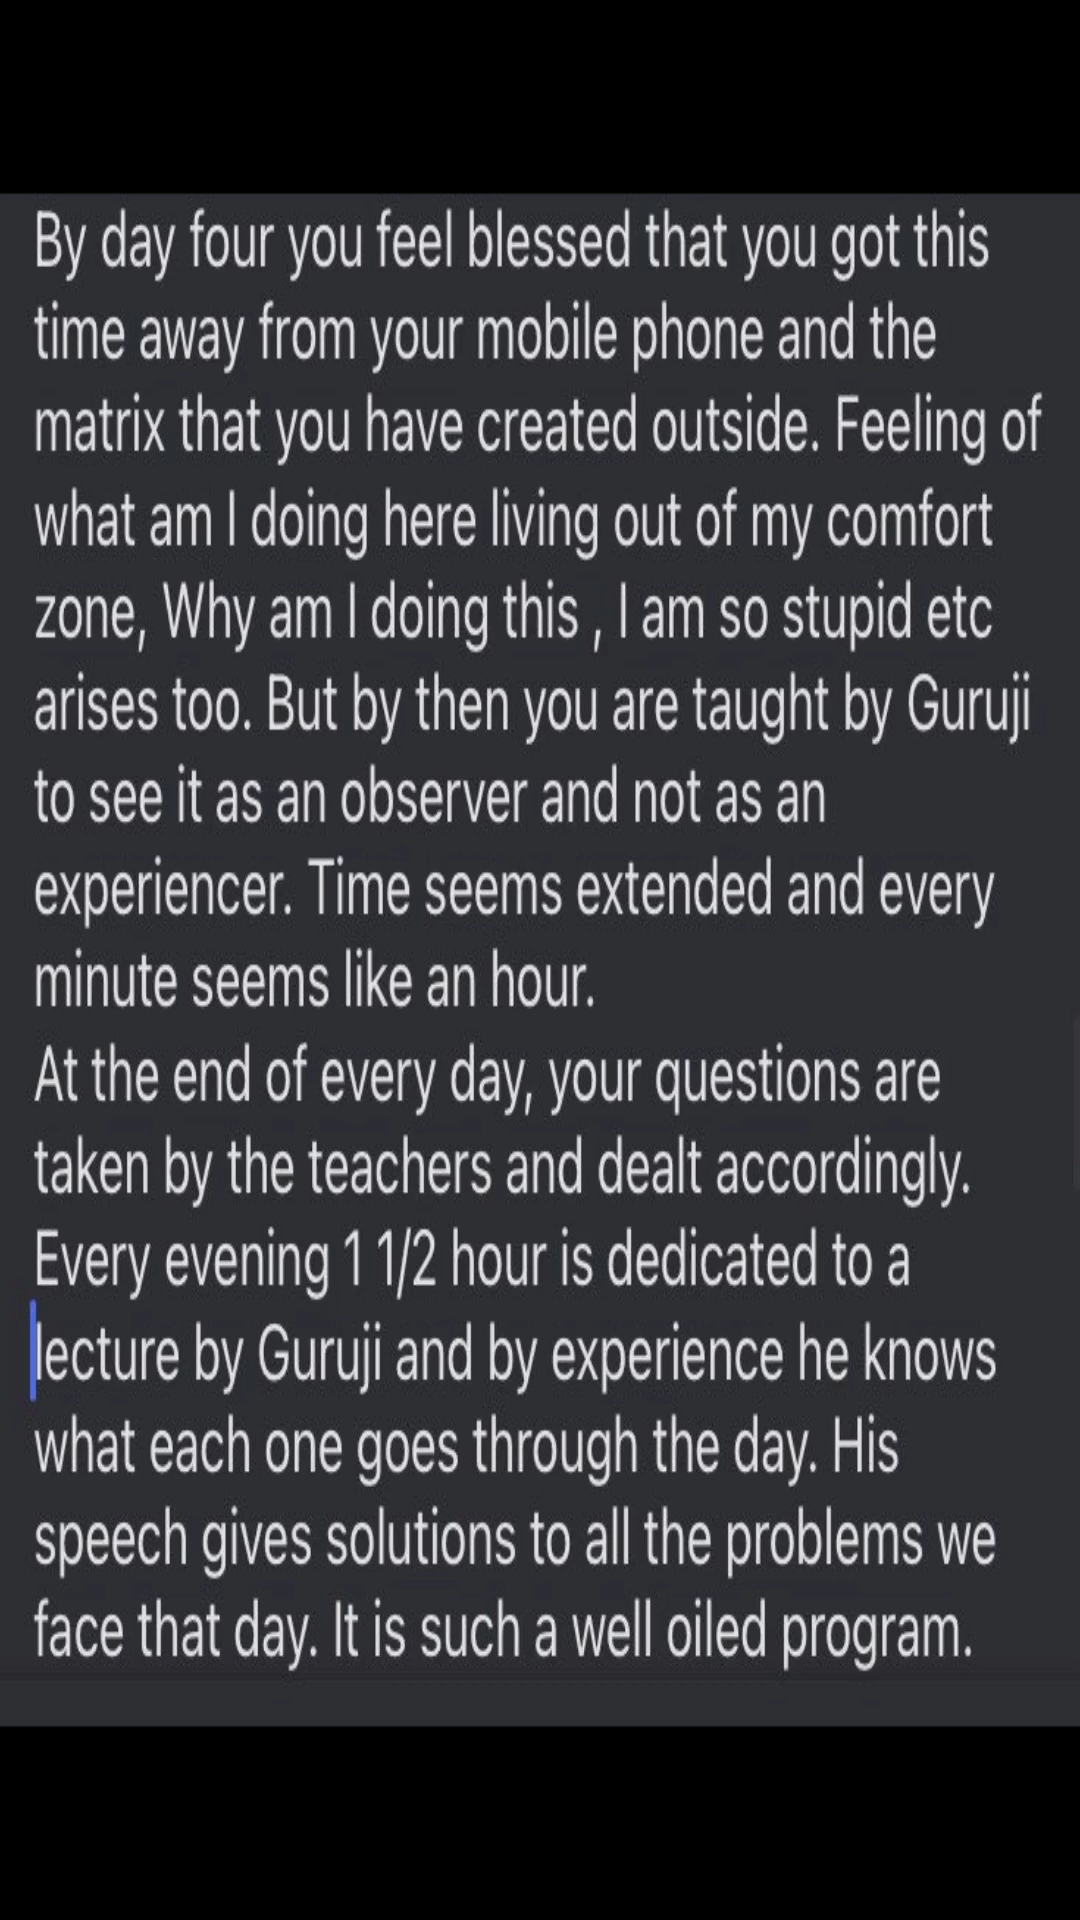 By day four you feel blessed that you got this
time away from your mobile phone and the
matrix that you have created outside. Feeling of
what am I doing here living out of my comfort
zone, Why am I doing this , I am so stupid etc
arises too. But by then you are taught by Guruji
to see it as an observer and not as an
experiencer. Time seems extended and every
minute seems like an hour.
At the end of every day, your questions are
taken by the teachers and dealt accordingly.
Every evening 1 1/2 hour is dedicated to a
lecture by Guruji and by experience he knows
what each one goes through the day. His
speech gives solutions to all the problems we
face that day. It is such a well oiled program.